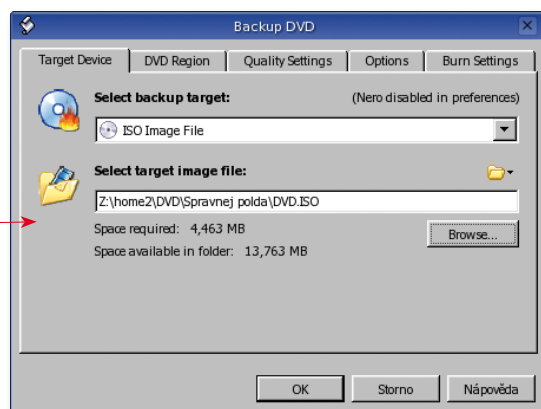 Backup DVD
Target Device DVD Region Quality Settings Options Burn Settings
Select backup target: (Nero disabled in preferences)
ISO Image File
Select target image file:
Z:\home2\DVD\Spravnej polda\DVD.ISO
Space required: 4,463 MB
Browse...
Space available in folder: 13,763 MB
OK Storno Nápověda